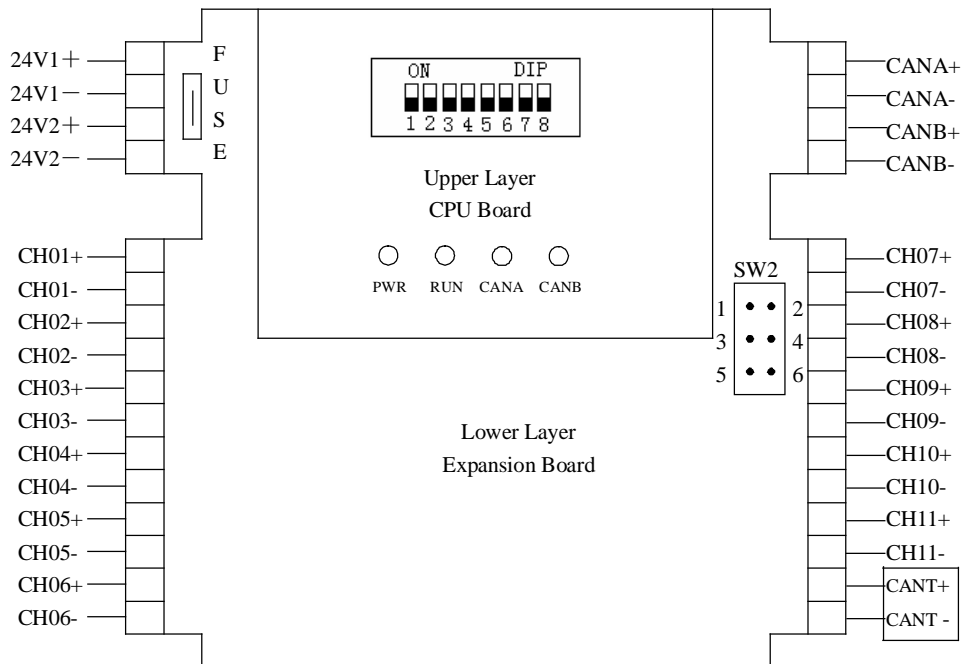 24V1+
24V1-
24V2+
24V2-
F
U
S
E
ON DIP
1 2 3 4 5 6 7 8
Upper Layer
CPU Board
PWR RUN CANA CANB
CANA+
CANA-
CANB+
CANB-
CH01+
CH01-
CH02+
CH02-
CH03+
CH03-
CH04+
CH04-
CH05+
CH05-
CH06+
CH06-
SW2
1 2
3 4
5 6
Lower Layer
Expansion Board
CH07+
CH07-
CH08+
CH08-
CH09+
CH09-
CH10+
CH10-
CH11+
CH11-
CANT+
CANT -